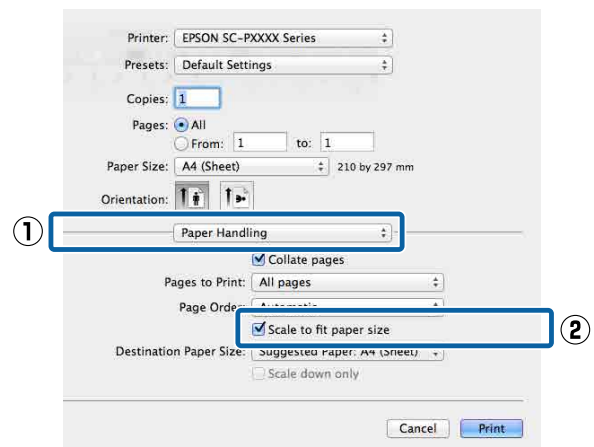 Printer: EPSON SC-PXXXX Series
Presets: Default Settings
Copies: 1
Pages: All
From: 1 to: 1
Paper Size: A4 (Sheet) 210 by 297 mm
Orientation:
① Paper Handling
Collate pages
Pages to Print: All pages
Page Order: Automatic
Scale to fit paper size ②
Destination Paper Size: Suggested Paper: A4 (Sheet)
Scale down only
Cancel Print